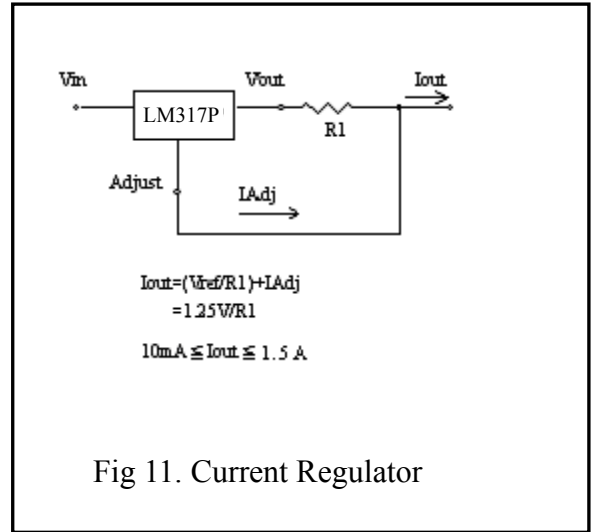 Vin Vout Iout
LM317P
R1
Adjust
IAdj
Iout=(Vref/R1)+IAdj
=1.25V/R1
10mA ≦ Iout ≦ 1.5 A
Fig 11. Current Regulator